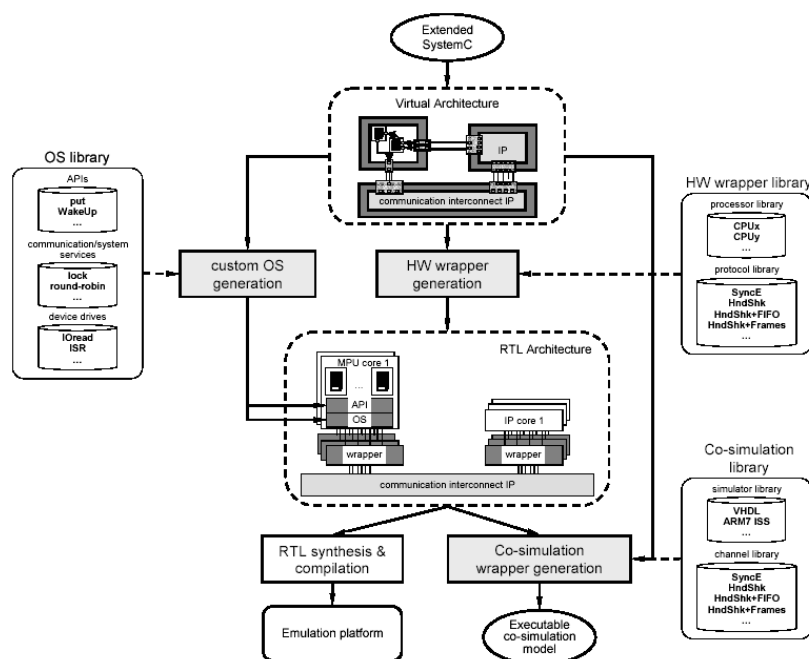 Extended
SystemC
Virtual Architecture
IP
communication interconnect IP
OS library
APIs
put
WakeUp
...
communication/system
services
lock
round-robin
...
device drives
IOread
ISR
...
custom OS
generation
HW wrapper
generation
HW wrapper library
processor library
CPUx
CPUy
...
protocol library
SyncE
HndShk
HndShk+FIFO
HndShk+Frames
...
RTL Architecture
MPU core 1
...
API
OS
wrapper
IP core 1
wrapper
communication interconnect IP
Co-simulation
library
simulator library
VHDL
ARM7 ISS
...
channel library
SyncE
HndShk
HndShk+FIFO
HndShk+Frames
...
RTL synthesis &
compilation
Co-simulation
wrapper generation
Emulation platform
Executable
co-simulation
model